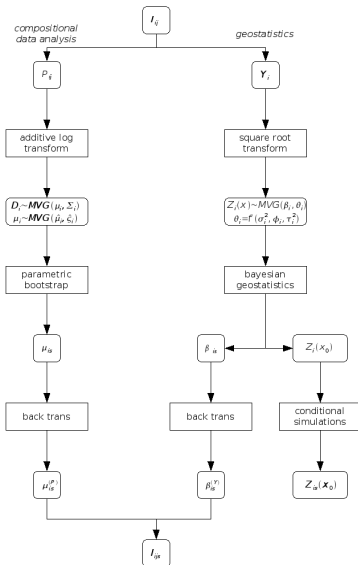 I_ij
compositional
data analysis
geostatistics
P_ij
Y_i
additive log
transform
square root
transform
D_i~MVG(μ_i, Σ_i)
μ_i~MVG(μ̂_i, ξ̂_i)
Z_i(x)~MVG(β_i, θ_i)
θ_i=f(σ_i^2, ϕ_i, τ_i^2)
parametric
bootstrap
bayesian
geostatistics
μ_is
β_is
Z_i(x_0)
back trans
back trans
conditional
simulations
μ_is^(P)
β_is^(Y)
Z_is(x_0)
I_ijs